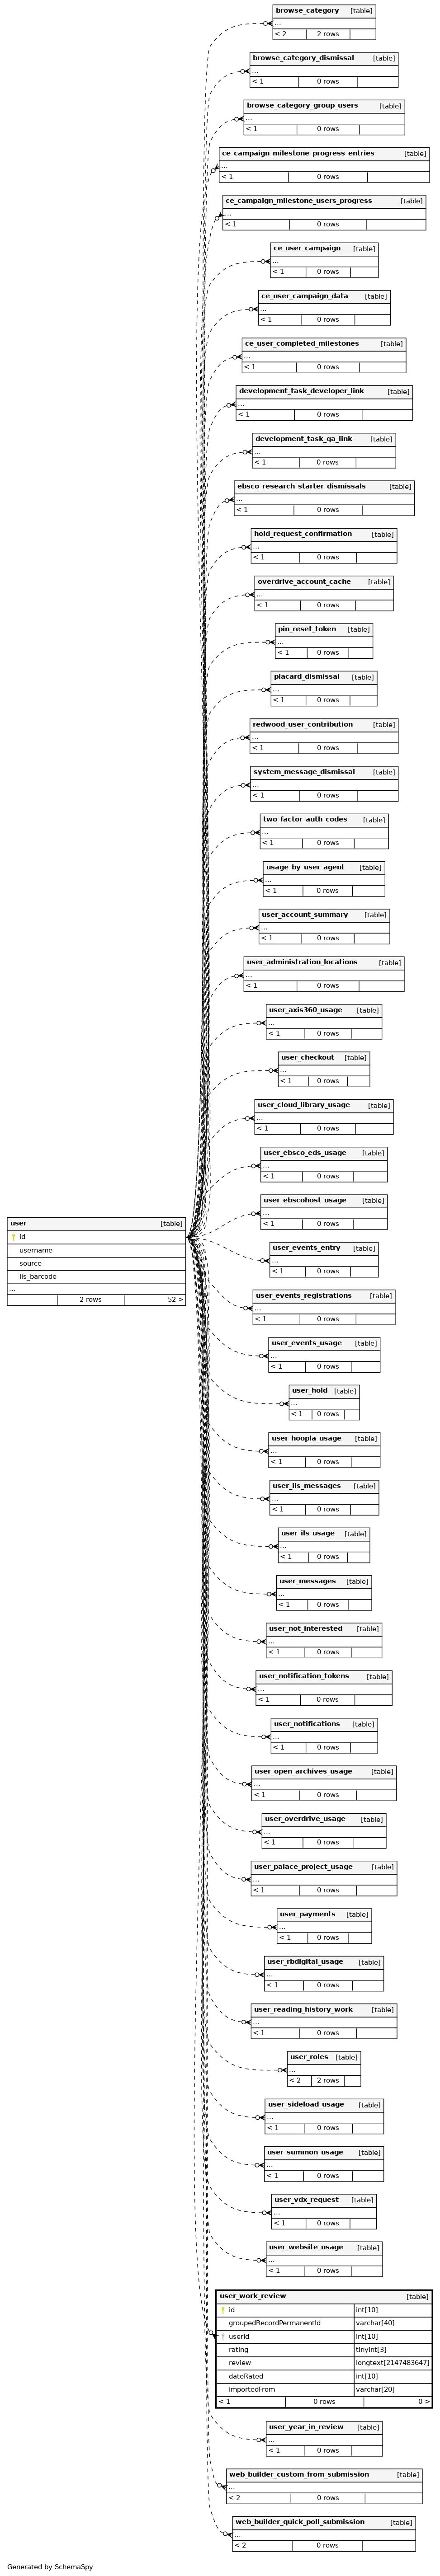 browse_category [table]
...
< 2 2 rows
browse_category_dismissal [table]
...
< 1 0 rows
browse_category_group_users [table]
...
< 1 0 rows
ce_campaign_milestone_progress_entries [table]
...
< 1 0 rows
ce_campaign_milestone_users_progress [table]
...
< 1 0 rows
ce_user_campaign [table]
...
< 1 0 rows
ce_user_campaign_data [table]
...
< 1 0 rows
ce_user_completed_milestones [table]
...
< 1 0 rows
development_task_developer_link [table]
...
< 1 0 rows
development_task_qa_link [table]
...
< 1 0 rows
ebsco_research_starter_dismissals [table]
...
< 1 0 rows
hold_request_confirmation [table]
...
< 1 0 rows
overdrive_account_cache [table]
...
< 1 0 rows
pin_reset_token [table]
...
< 1 0 rows
placard_dismissal [table]
...
< 1 0 rows
redwood_user_contribution [table]
...
< 1 0 rows
system_message_dismissal [table]
...
< 1 0 rows
two_factor_auth_codes [table]
...
< 1 0 rows
usage_by_user_agent [table]
...
< 1 0 rows
user_account_summary [table]
...
< 1 0 rows
user_administration_locations [table]
...
< 1 0 rows
user_axis360_usage [table]
...
< 1 0 rows
user_checkout [table]
...
< 1 0 rows
user_cloud_library_usage [table]
...
< 1 0 rows
user_ebsco_eds_usage [table]
...
< 1 0 rows
user_ebscohost_usage [table]
...
< 1 0 rows
user [table]
id
username
source
ils_barcode
...
2 rows 52 >
user_events_entry [table]
...
< 1 0 rows
user_events_registrations [table]
...
< 1 0 rows
user_events_usage [table]
...
< 1 0 rows
user_hold [table]
...
< 1 0 rows
user_hoopla_usage [table]
...
< 1 0 rows
user_ils_messages [table]
...
< 1 0 rows
user_ils_usage [table]
...
< 1 0 rows
user_messages [table]
...
< 1 0 rows
user_not_interested [table]
...
< 1 0 rows
user_notification_tokens [table]
...
< 1 0 rows
user_notifications [table]
...
< 1 0 rows
user_open_archives_usage [table]
...
< 1 0 rows
user_overdrive_usage [table]
...
< 1 0 rows
user_palace_project_usage [table]
...
< 1 0 rows
user_payments [table]
...
< 1 0 rows
user_rbdigital_usage [table]
...
< 1 0 rows
user_reading_history_work [table]
...
< 1 0 rows
user_roles [table]
...
< 2 2 rows
user_sideload_usage [table]
...
< 1 0 rows
user_summon_usage [table]
...
< 1 0 rows
user_vdx_request [table]
...
< 1 0 rows
user_website_usage [table]
...
< 1 0 rows
user_work_review [table]
id int[10]
groupedRecordPermanentId varchar[40]
userId int[10]
rating tinyint[3]
review longtext[2147483647]
dateRated int[10]
importedFrom varchar[20]
< 1 0 rows 0 >
user_year_in_review [table]
...
< 1 0 rows
web_builder_custom_from_submission [table]
...
< 2 0 rows
web_builder_quick_poll_submission [table]
...
< 2 0 rows
Generated by SchemaSpy